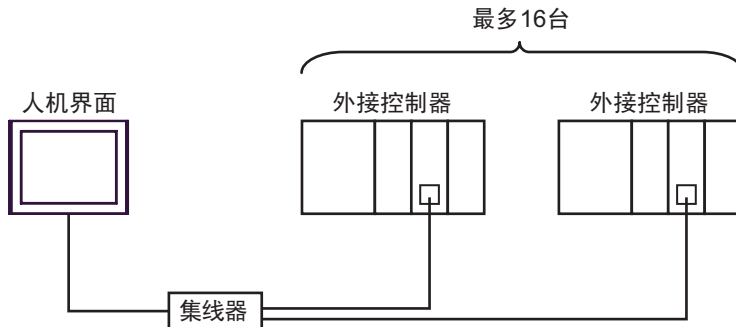 最多16台
人机界面
外接控制器
外接控制器
集线器